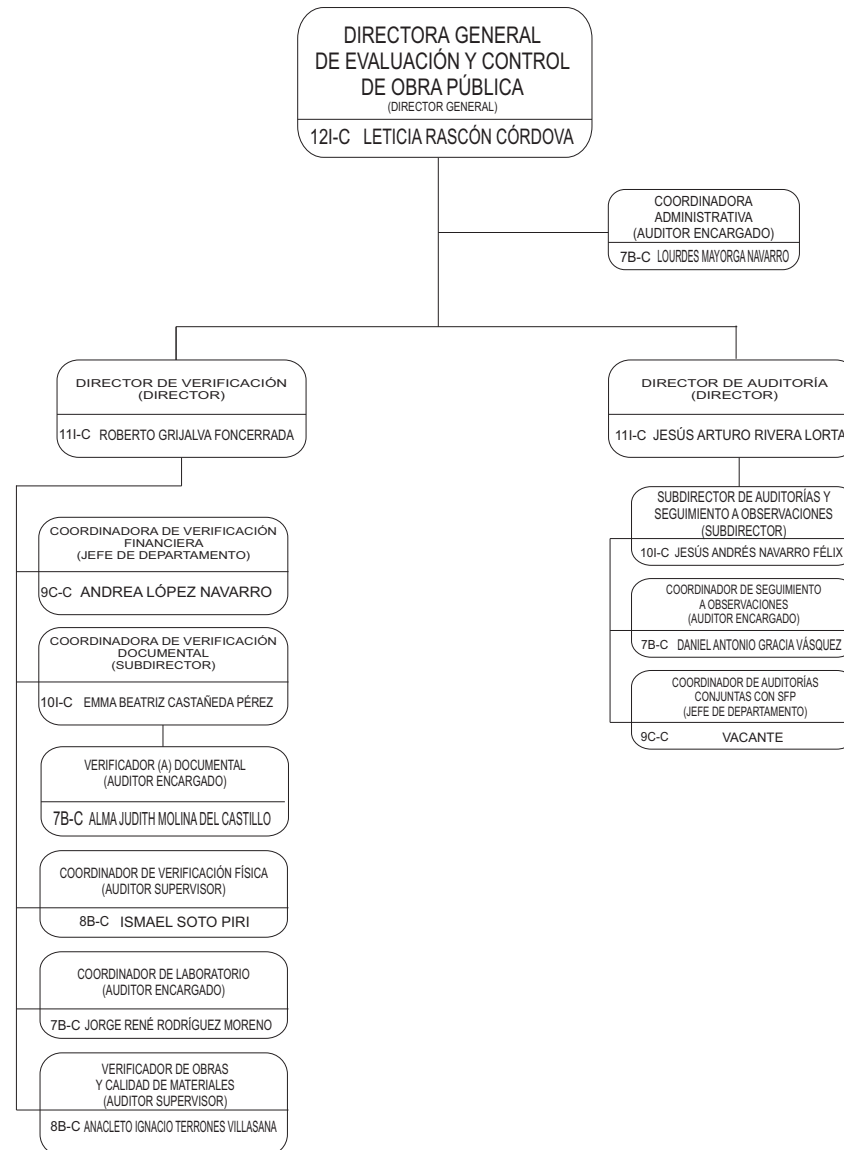 DIRECTORA GENERAL
DE EVALUACIÓN Y CONTROL
DE OBRA PÚBLICA
(DIRECTOR GENERAL)
12I-C LETICIA RASCÓN CÓRDOVA
COORDINADORA
ADMINISTRATIVA
(AUDITOR ENCARGADO)
7B-C LOURDES MAYORGA NAVARRO
DIRECTOR DE VERIFICACIÓN
(DIRECTOR)
11I-C ROBERTO GRIJALVA FONCERRADA
COORDINADORA DE VERIFICACIÓN
FINANCIERA
(JEFE DE DEPARTAMENTO)
9C-C ANDREA LÓPEZ NAVARRO
COORDINADORA DE VERIFICACIÓN
DOCUMENTAL
(SUBDIRECTOR)
10I-C EMMA BEATRIZ CASTAÑEDA PÉREZ
VERIFICADOR (A) DOCUMENTAL
(AUDITOR ENCARGADO)
7B-C ALMA JUDITH MOLINA DEL CASTILLO
COORDINADOR DE VERIFICACIÓN FÍSICA
(AUDITOR SUPERVISOR)
8B-C ISMAEL SOTO PIRI
COORDINADOR DE LABORATORIO
(AUDITOR ENCARGADO)
7B-C JORGE RENÉ RODRÍGUEZ MORENO
VERIFICADOR DE OBRAS
Y CALIDAD DE MATERIALES
(AUDITOR SUPERVISOR)
8B-C ANACLETO IGNACIO TERRONES VILLASANA
DIRECTOR DE AUDITORÍA
(DIRECTOR)
11I-C JESÚS ARTURO RIVERA LORTA
SUBDIRECTOR DE AUDITORÍAS Y
SEGUIMIENTO A OBSERVACIONES
(SUBDIRECTOR)
10I-C JESÚS ANDRÉS NAVARRO FÉLIX
COORDINADOR DE SEGUIMIENTO
A OBSERVACIONES
(AUDITOR ENCARGADO)
7B-C DANIEL ANTONIO GRACIA VÁSQUEZ
COORDINADOR DE AUDITORÍAS
CONJUNTAS CON SFP
(JEFE DE DEPARTAMENTO)
9C-C VACANTE